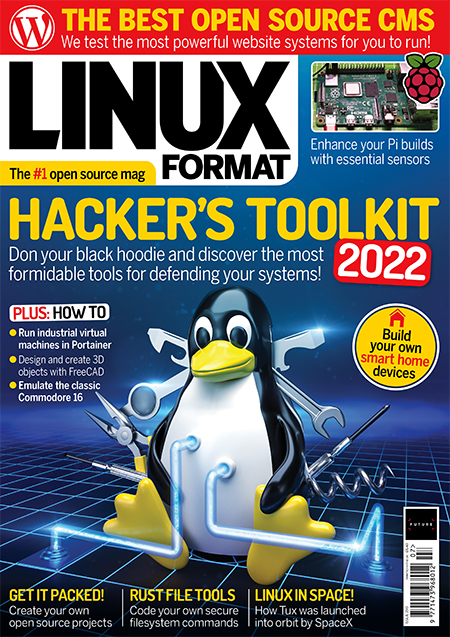 THE BEST OPEN SOURCE CMS
We test the most powerful website systems for you to run!
LINUX
FORMAT
The #1 open source mag
Enhance your Pi builds
with essential sensors
HACKER'S TOOLKIT
2022
Don your black hoodie and discover the most
formidable tools for defending your systems!
PLUS: HOW TO
Run industrial virtual
machines in Portainer
Design and create 3D
objects with FreeCAD
Emulate the classic
Commodore 16
Build
your own
smart home
devices
FUTURE
07>
9 771473 968012
GET IT PACKED!
Create your own
open source projects
RUST FILE TOOLS
Code your own secure
filesystem commands
LINUX IN SPACE!
How Tux was launched
into orbit by SpaceX